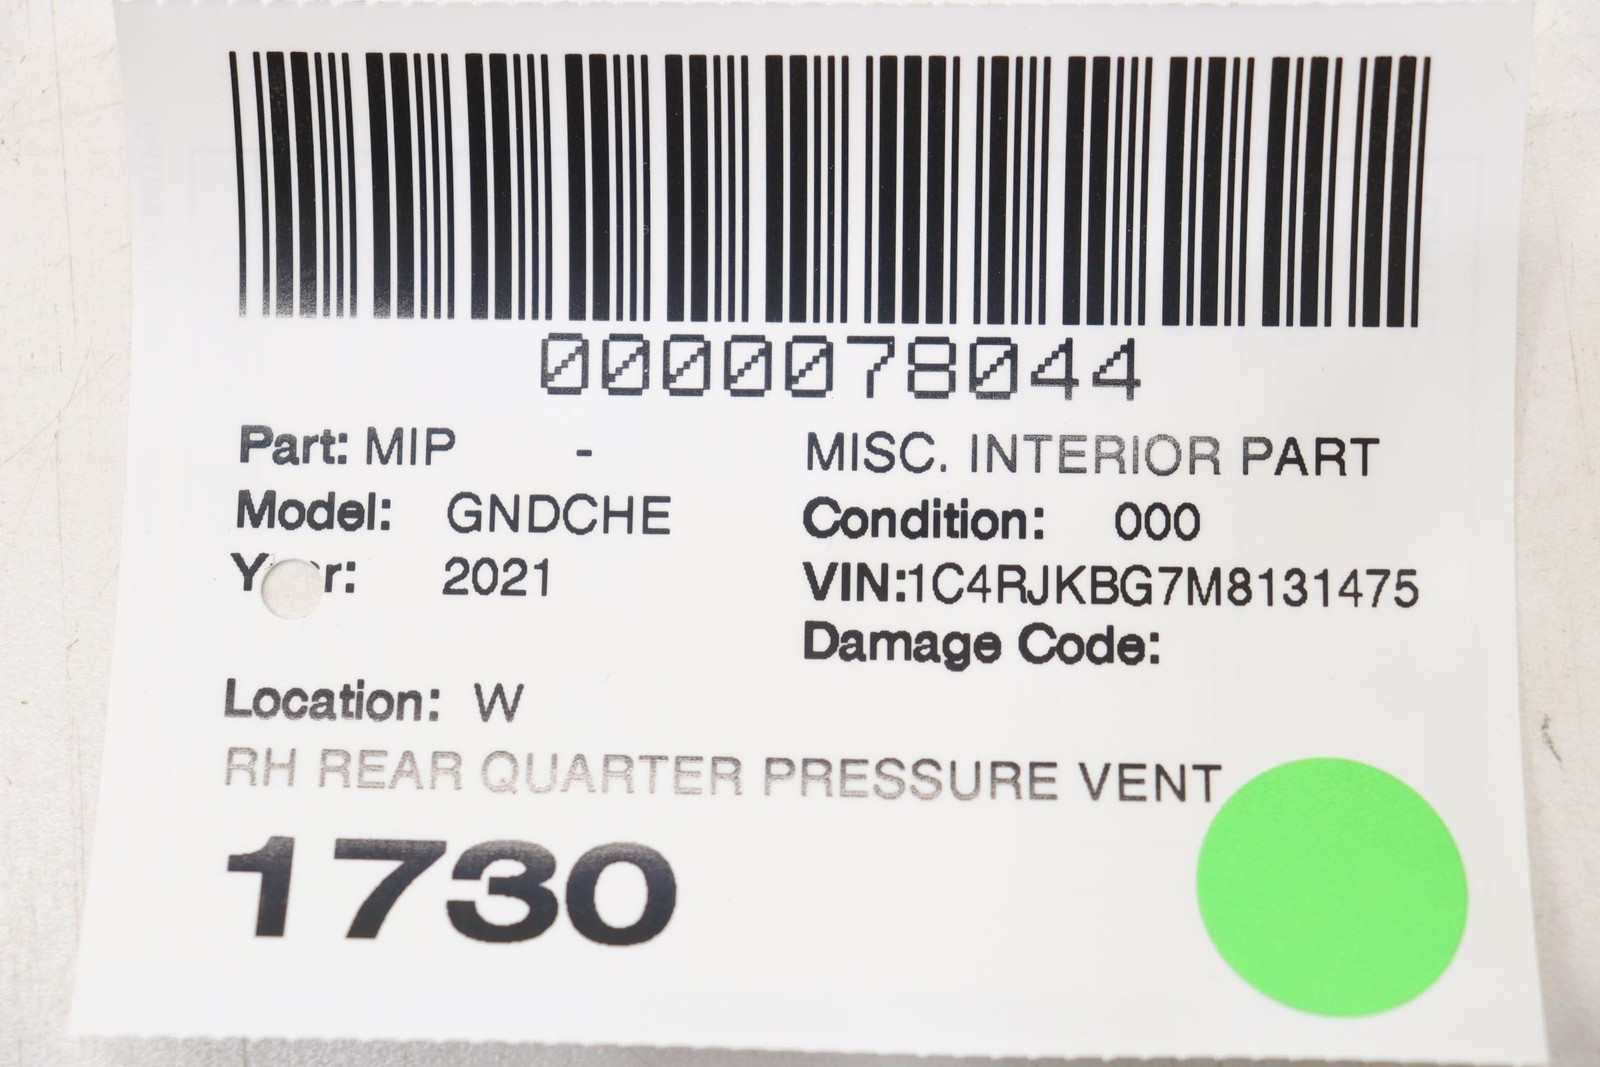 0000078044
Part: MIP - MISC. INTERIOR PART
Model: GNDCHE Condition: 000
2021 VIN:1C4RJKBG7M8131475
Damage Code:
Location: W
RH REAR QUARTER PRESSURE VENT
1730